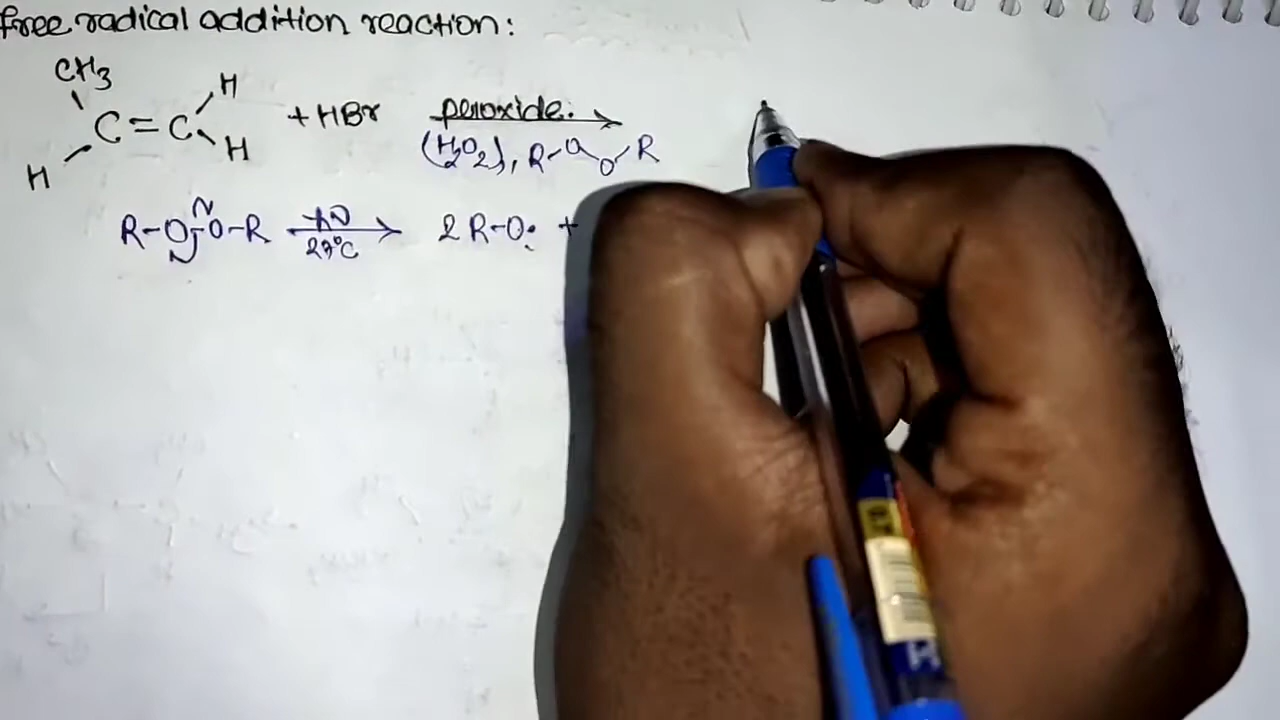 free radical addition reaction:
CH3
H
C=C + HBr peroxide.
H
H
(H2O2), R-O-O-R
R-O-O-R hν 2 R-O• +
27°C